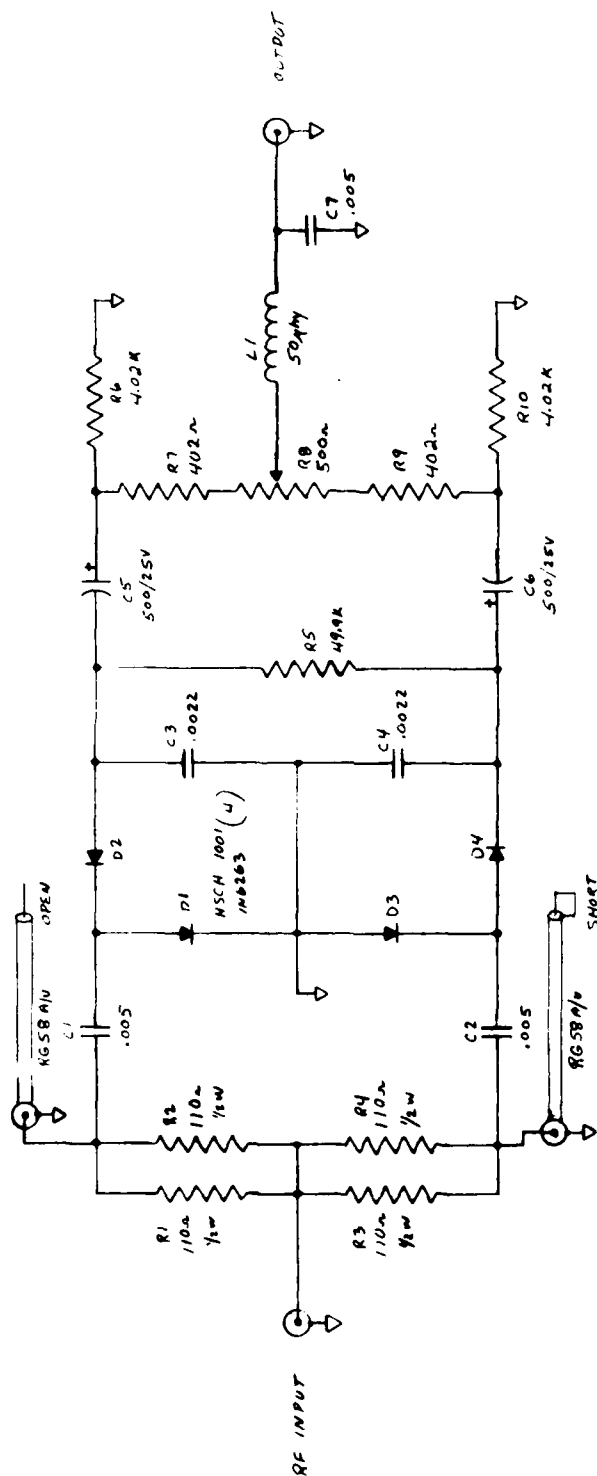 RF INPUT
R1
110Ω
1/2W
R2
110Ω
1/2W
R3
110Ω
1/2W
R4
110Ω
1/2W
RG58 A/U
OPEN
C1
.005
C2
.005
RG58 A/U
SHORT
D1
D2
HSCH 1001 (4)
1N6263
D3
D4
C3
.0022
C4
.0022
R5
49.9K
C5
500/25V
+
C6
500/25V
+
R6
4.02K
R7
402Ω
R8
500Ω
R9
402Ω
R10
4.02K
L1
50μhy
C7
.005
OUTPUT